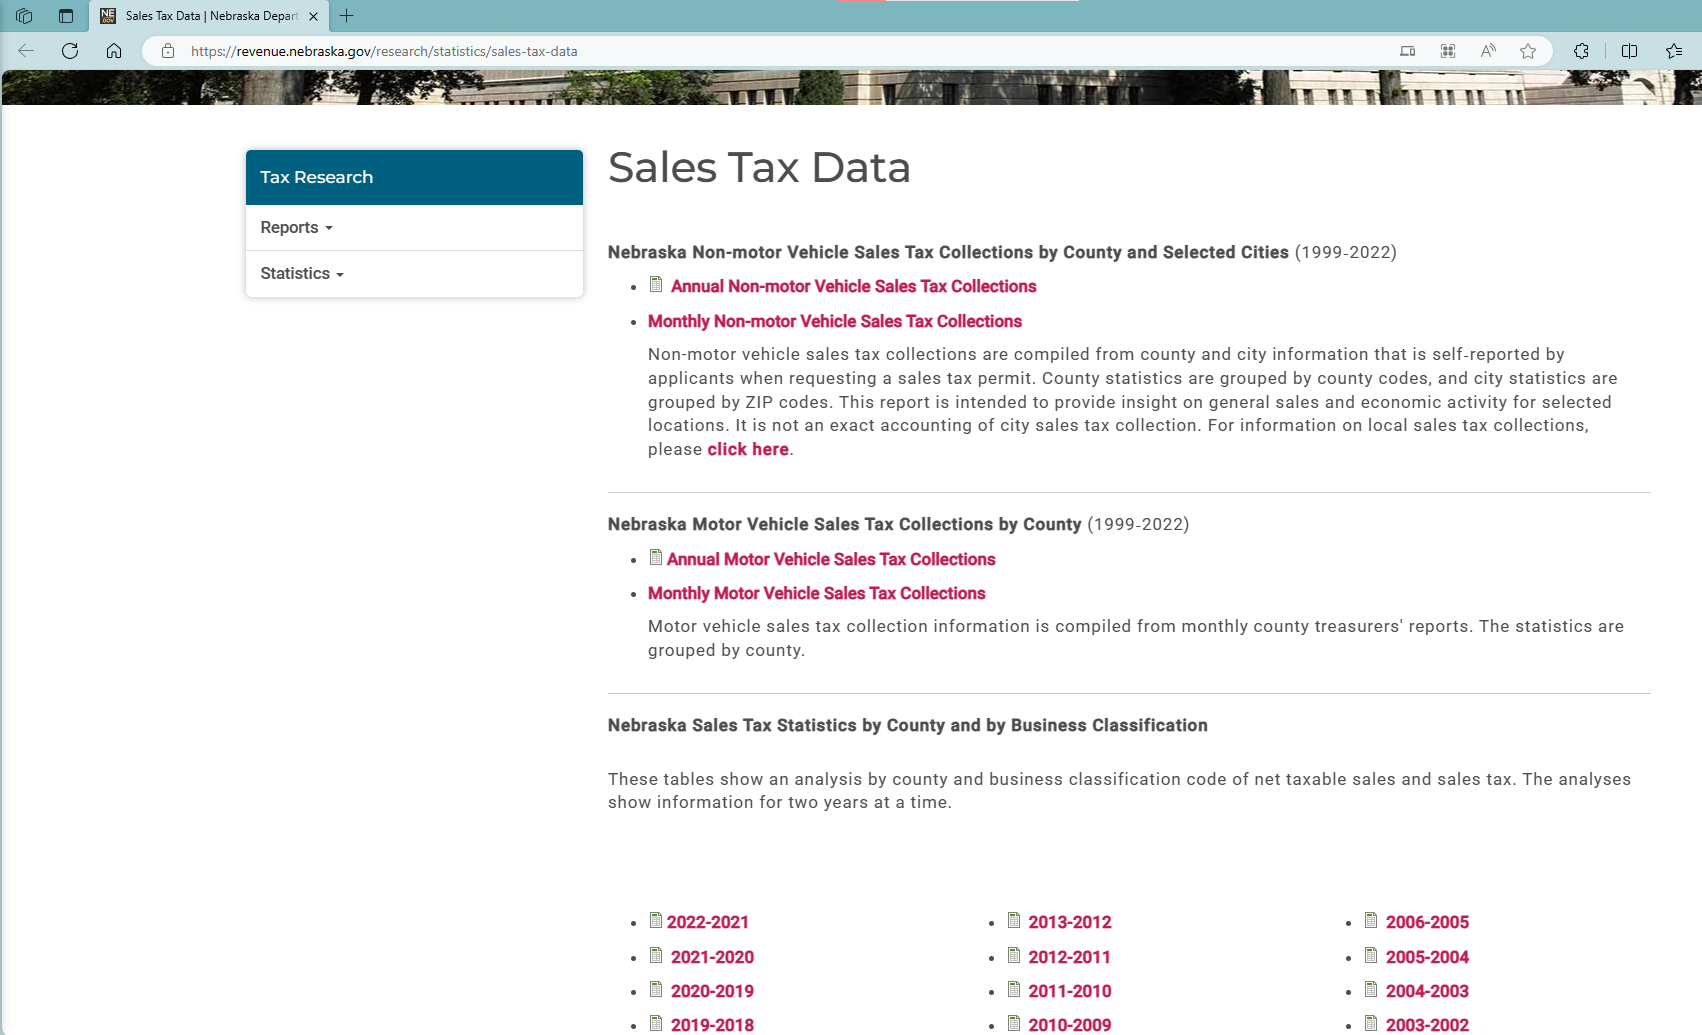 Sales Tax Data | Nebraska Depart
https://revenue.nebraska.gov/research/statistics/sales-tax-data
Tax Research
Reports
Statistics
Sales Tax Data
Nebraska Non-motor Vehicle Sales Tax Collections by County and Selected Cities (1999-2022)
Annual Non-motor Vehicle Sales Tax Collections
Monthly Non-motor Vehicle Sales Tax Collections
Non-motor vehicle sales tax collections are compiled from county and city information that is self-reported by
applicants when requesting a sales tax permit. County statistics are grouped by county codes, and city statistics are
grouped by ZIP codes. This report is intended to provide insight on general sales and economic activity for selected
locations. It is not an exact accounting of city sales tax collection. For information on local sales tax collections,
please click here.
Nebraska Motor Vehicle Sales Tax Collections by County (1999-2022)
Annual Motor Vehicle Sales Tax Collections
Monthly Motor Vehicle Sales Tax Collections
Motor vehicle sales tax collection information is compiled from monthly county treasurers' reports. The statistics are
grouped by county.
Nebraska Sales Tax Statistics by County and by Business Classification
These tables show an analysis by county and business classification code of net taxable sales and sales tax. The analyses
show information for two years at a time.
2022-2021
2021-2020
2020-2019
2019-2018
2013-2012
2012-2011
2011-2010
2010-2009
2006-2005
2005-2004
2004-2003
2003-2002